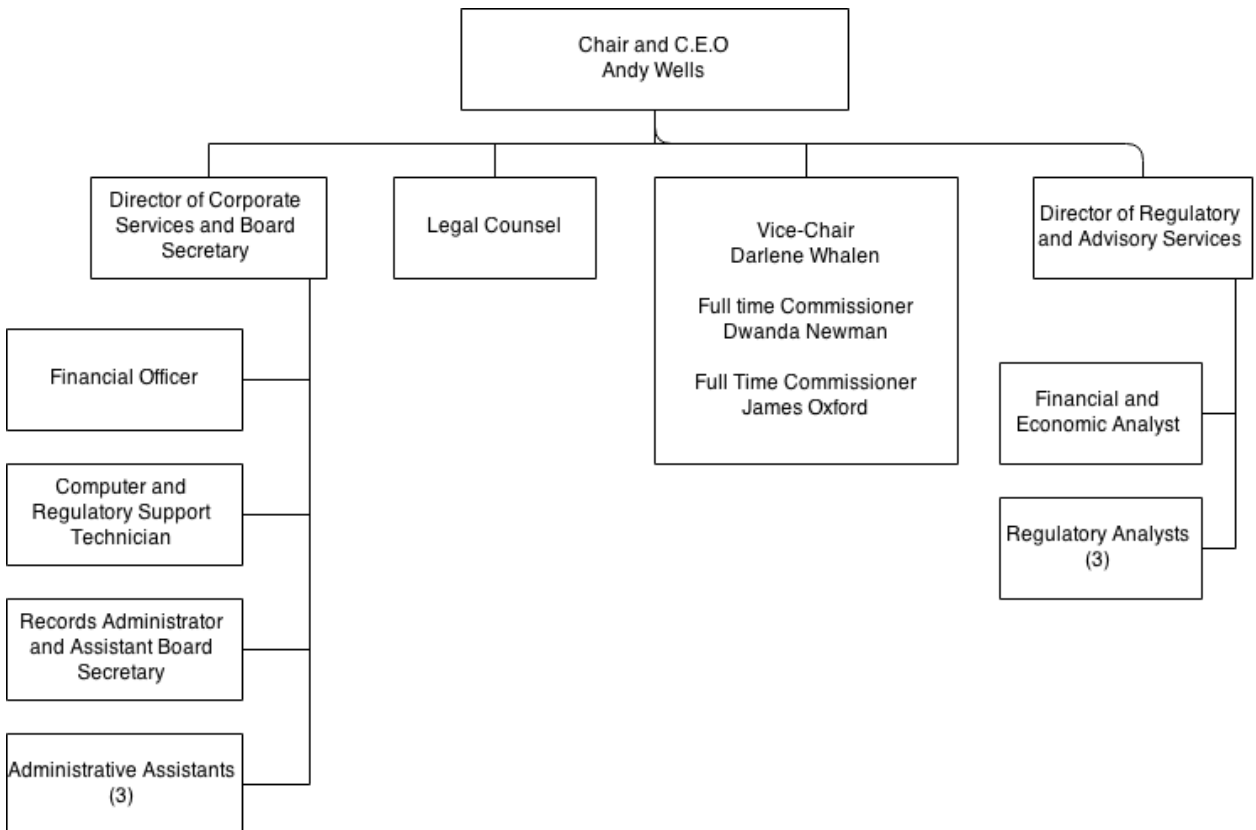 Chair and C.E.O
Andy Wells
Director of Corporate
Services and Board
Secretary
Legal Counsel
Vice-Chair
Darlene Whalen
Full time Commissioner
Dwanda Newman
Full Time Commissioner
James Oxford
Director of Regulatory
and Advisory Services
Financial Officer
Computer and
Regulatory Support
Technician
Records Administrator
and Assistant Board
Secretary
Administrative Assistants
(3)
Financial and
Economic Analyst
Regulatory Analysts
(3)